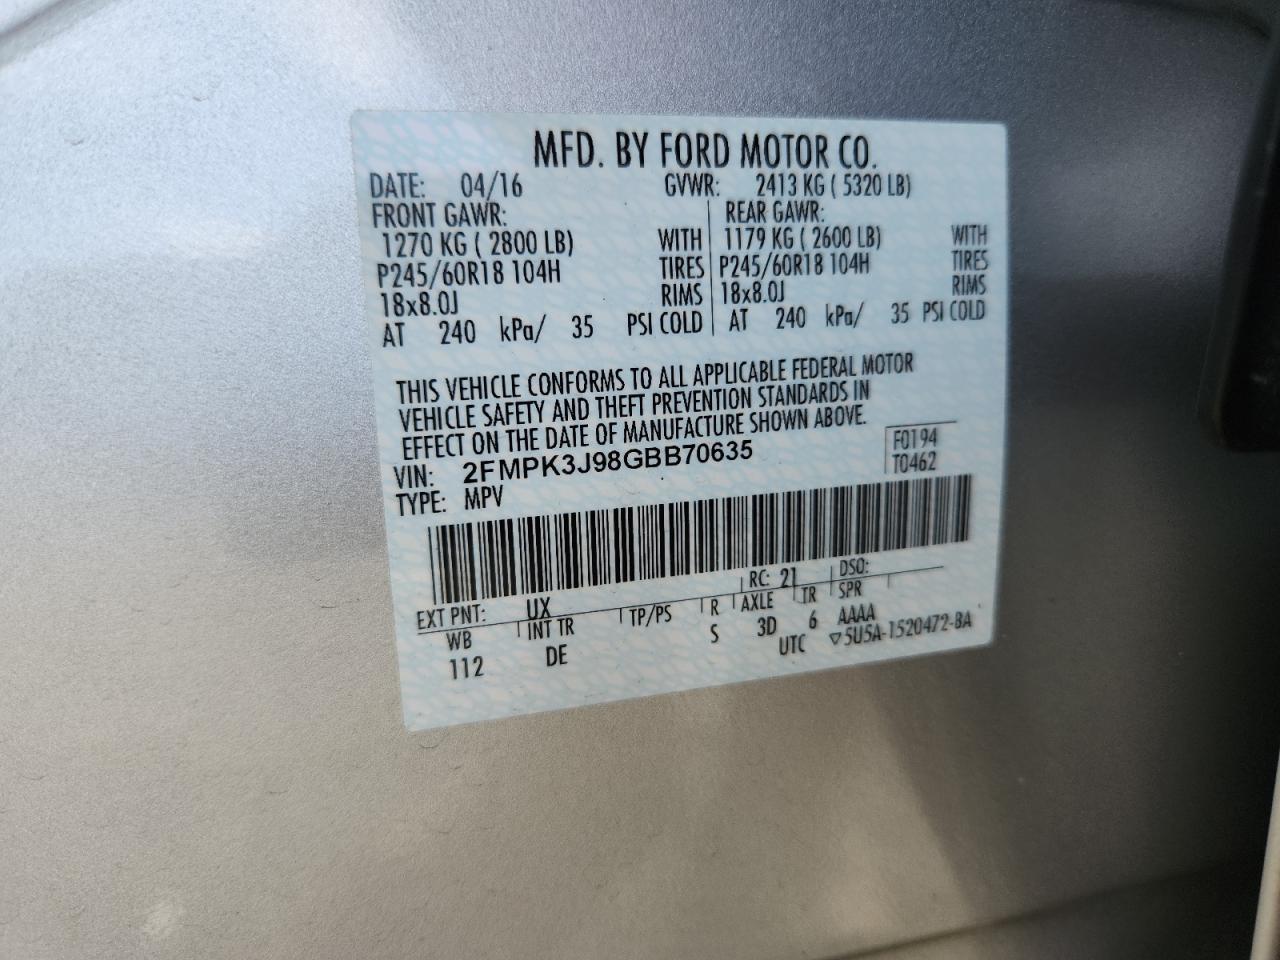 MFD. BY FORD MOTOR CO.
DATE: 04/16 GVWR: 2413 KG ( 5320 LB)
FRONT GAWR: REAR GAWR:
1270 KG ( 2800 LB) WITH 1179 KG ( 2600 LB) WITH
P245/60R18 104H TIRES P245/60R18 104H TIRES
18x8.0J RIMS 18x8.0J RIMS
AT 240 kPa/ 35 PSI COLD AT 240 kPa/ 35 PSI COLD
THIS VEHICLE CONFORMS TO ALL APPLICABLE FEDERAL MOTOR
VEHICLE SAFETY AND THEFT PREVENTION STANDARDS IN
EFFECT ON THE DATE OF MANUFACTURE SHOWN ABOVE.
VIN: 2FMPK3J98GBB70635 F0194
TYPE: MPV T0462
EXT PNT: UX RC: 21 DSO:
WB INT TR TP/PS R AXLE TR SPR
112 DE S 3D 6 AAAA
UTC ▽5U5A-1520472-BA